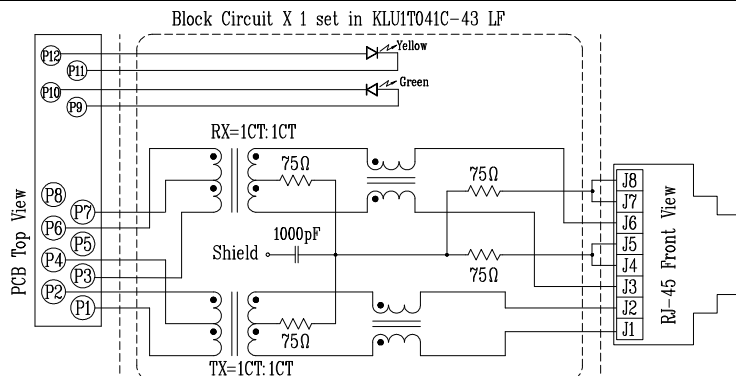 Block Circuit X 1 set in KLU1T041C-43 LF
P12
P11
P10
P9
Yellow
Green
RX=1CT:1CT
75Ω
75Ω
P8
P7
P6
P5
P4
P3
P2
P1
PCB Top View
1000pF
Shield
75Ω
75Ω
TX=1CT:1CT
J8
J7
J6
J5
J4
J3
J2
J1
RJ-45 Front View